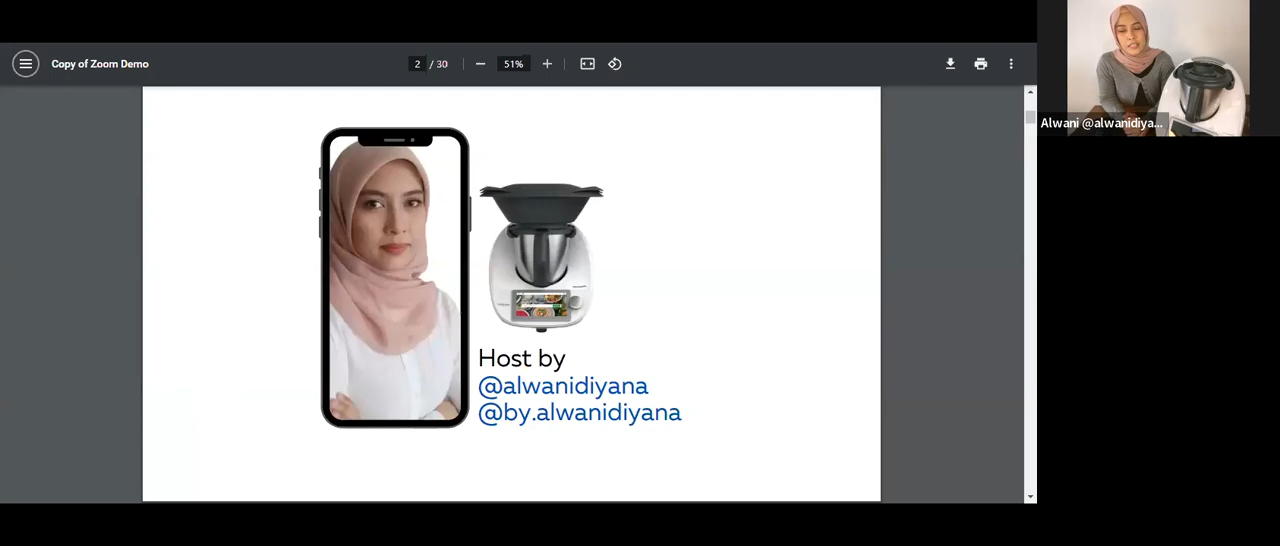 Copy of Zoom Demo
2 / 30
51%
Alwani @alwanidiya...
Host by
@alwanidiyana
@by.alwanidiyana